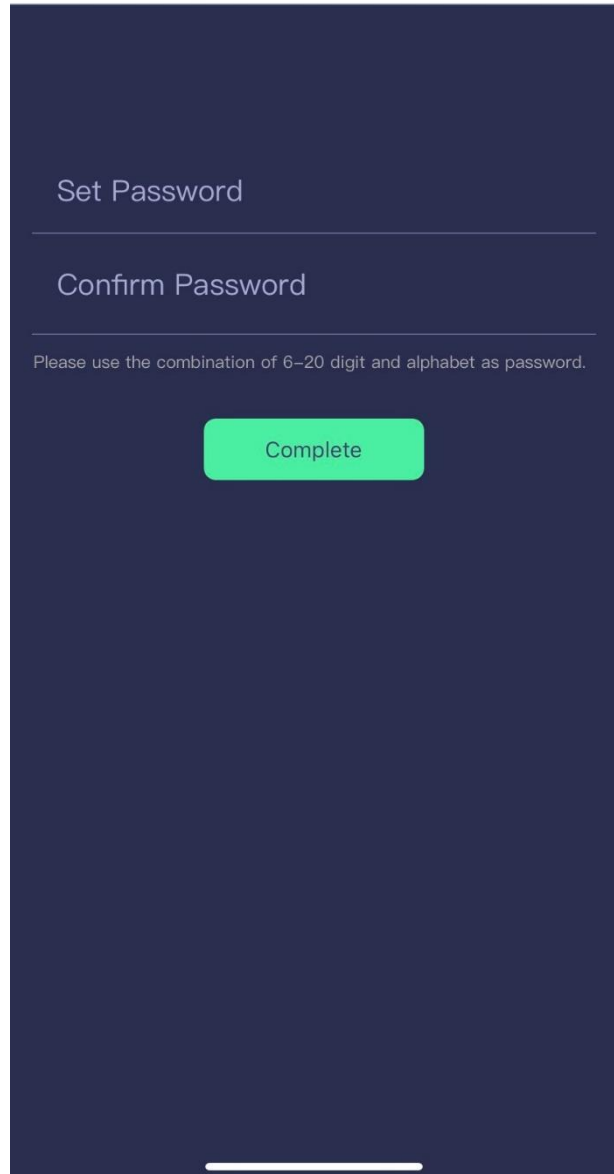 Set Password
Confirm Password
Please use the combination of 6–20 digit and alphabet as password.
Complete